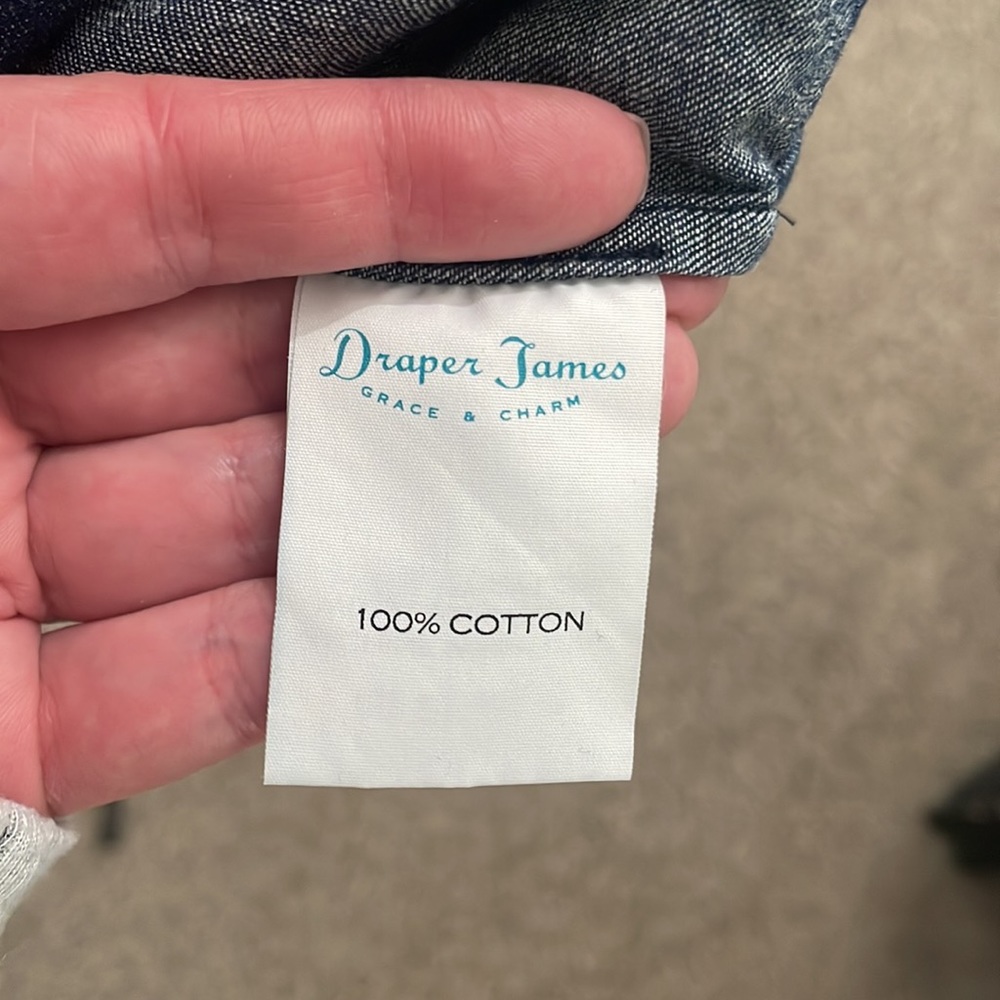 Draper James
GRACE & CHARM
100% COTTON